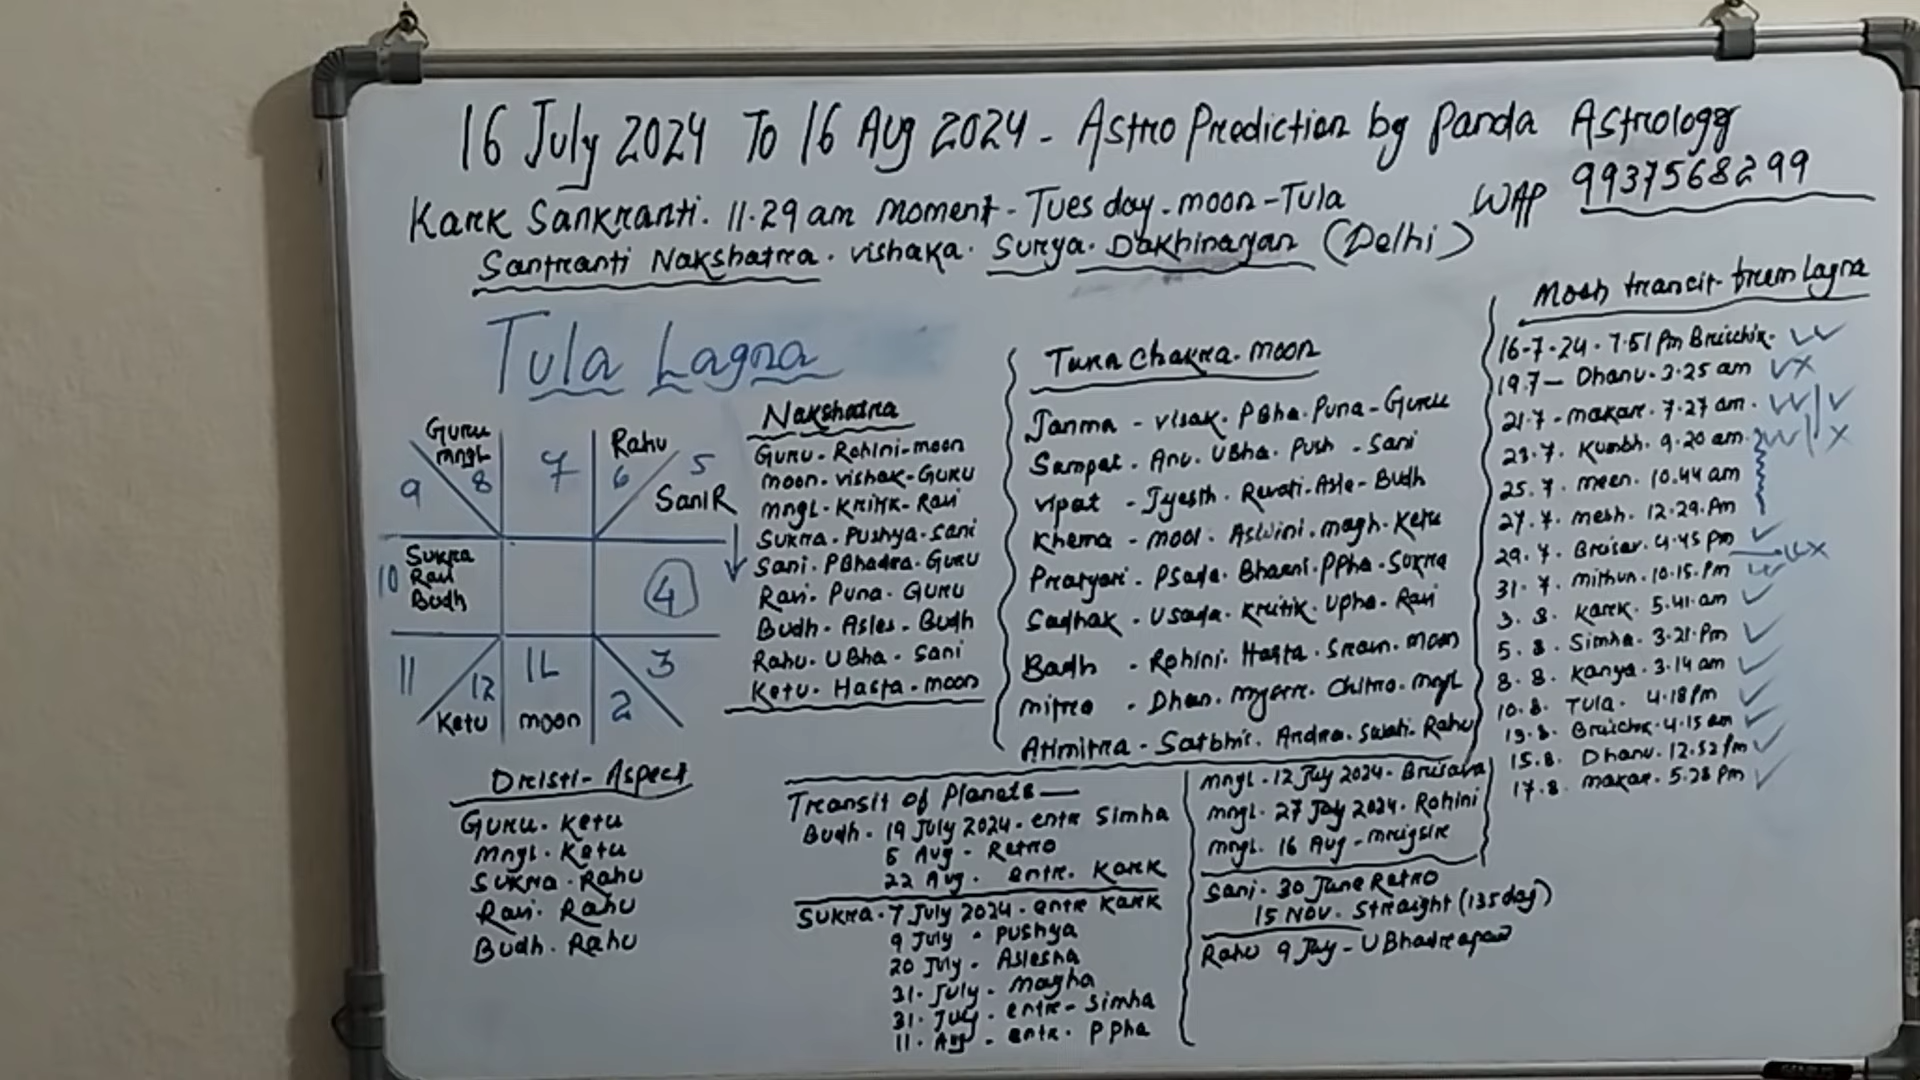 16 July 2024 To 16 Aug 2024 - Astro Prediction by Panda Astrology
WAP 9937568299
Kark Sankranti. 11.29 am moment - Tuesday - moon - Tula
Sankranti Nakshatra. vishaka. Surya. Dakhinayan (Delhi)
Tula Lagna
Guru
mngl
8
7
Rahu
6
5
Sani R
9
Sukra
10 Ravi
Budh
4
11
12
Ketu
1L
moon
2
3
Nakshatra
Guru - Rohini - moon
moon - vishak - GURU
mngl - Kritik - Ravi
Sukra - Pushya - Sani
Sani - PBhadra - Guru
Ravi - Puna - Guru
Budh - Asles - Budh
Rahu - UBha - Sani
Ketu - Hasta - moon
Tara Chakra - moon
Janma - visak. PBha. Puna - Guru
Sampat - Anu. UBha. Push - Sani
vipat - Jyesth. Revati. Asle - Budh
Khema - mool. Aswini. magh. Ketu
Pratyari - PSada. Bharni. PPha - Sukra
Sadhak - Usada. Kritik. Upha - Ravi
Badh - Rohini. Hasta. Sravn. moon
mitra - Dhan. mgsrr. Chitra. mngl
Atimitra - Satbhis. Ardra. Swati. Rahu
Moon transit from Lagna
16-7-24 . 7.51 Pm Bruichik.
19.7 - Dhanu. 3.25 am
21.7 - makar. 7.27 am
23.7. Kumbh. 9.20 am
25.7. meen. 10.44 am
27.7. mesh. 12.29. Am
29.7. Brusav. 4.45 pm
31.7. mithun. 10.15. Pm
3.8. Kark. 5.41. am
5.8. Simha. 3.21. Pm
8.8. Kanya. 3.14 am
10.8. Tula. 4.18 Pm
13.8. Bruichk. 4.15 am
15.8. Dhanu. 12.52 Pm
17.8. makar. 5.28 Pm
Dristi - Aspect
Guru. Ketu
Mngl. Ketu
Sukra. Rahu
Ravi. Rahu
Budh. Rahu
Transit of Planets
Budh - 19 July 2024 - entr Simha
5 Aug - Retro
22 Aug. entr. Kark
Sukra - 7 July 2024 - entr Kark
9 July - Pushya
20 July - Aslesha
31. July - Magha
31. July - entr - Simha
11. Aug - entr. PPha
mngl - 12 July 2024 - Brusava
mngl. 27 July 2024. Rohini
mngl. 16 Aug - mrigsir
Sani - 30 June Retro
15 Nov. Straight (135 day)
Rahu 9 July - U Bhadrapad